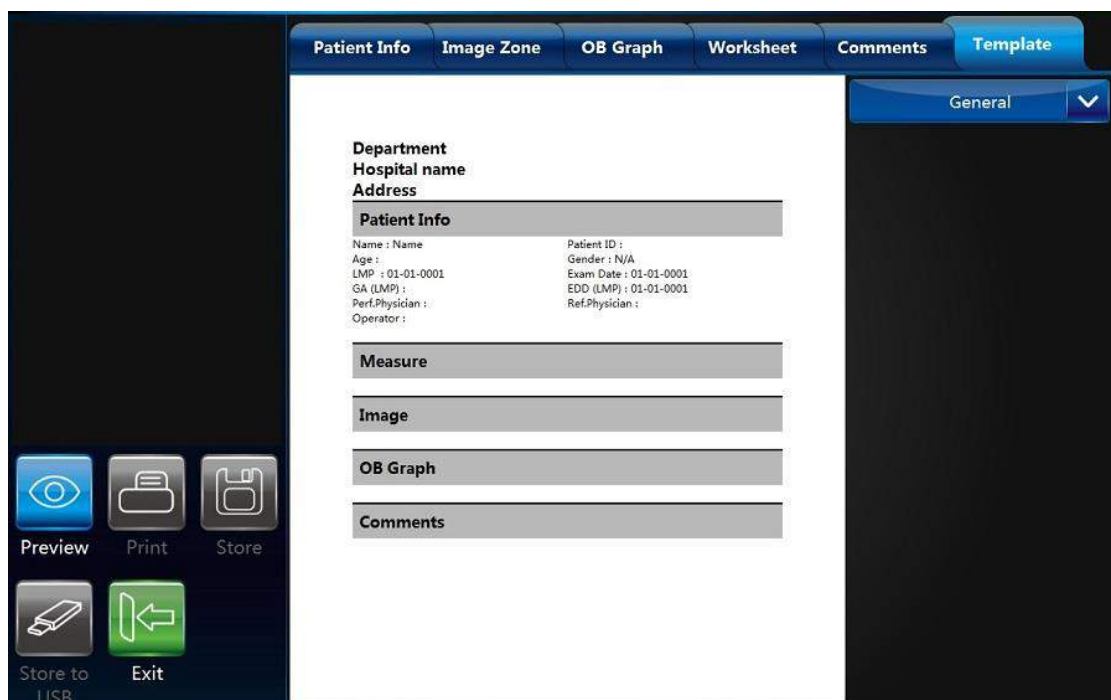 Patient Info Image Zone OB Graph Worksheet Comments Template
General
Department
Hospital name
Address
Patient Info
Name : Name Patient ID :
Age : Gender : N/A
LMP : 01-01-0001 Exam Date : 01-01-0001
GA (LMP) : EDD (LMP) : 01-01-0001
Perf.Physician : Ref.Physician :
Operator :
Measure
Image
OB Graph
Comments
Preview Print Store
Store to Exit
USB